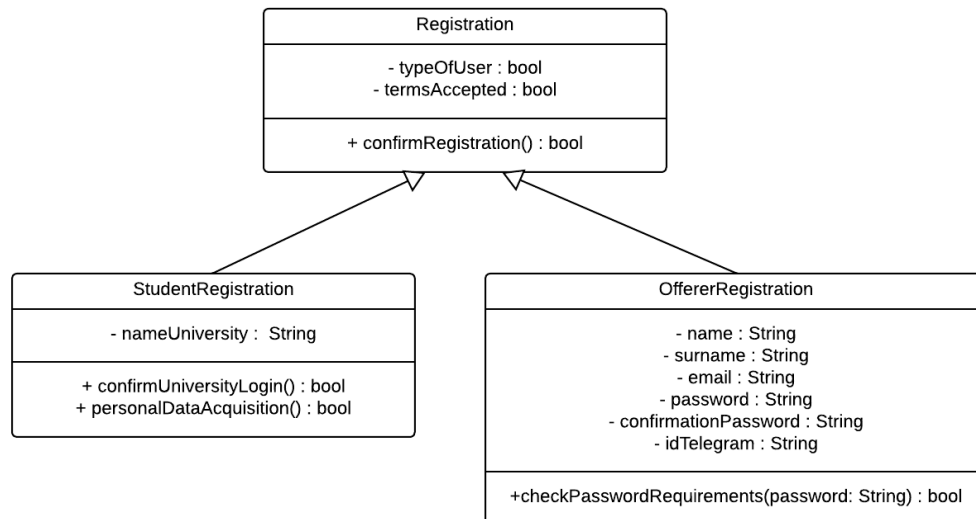 Registration
- typeOfUser : bool
- termsAccepted : bool
+ confirmRegistration() : bool
StudentRegistration
- nameUniversity : String
+ confirmUniversityLogin() : bool
+ personalDataAcquisition() : bool
OffererRegistration
- name : String
- surname : String
- email : String
- password : String
- confirmationPassword : String
- idTelegram : String
+checkPasswordRequirements(password: String) : bool